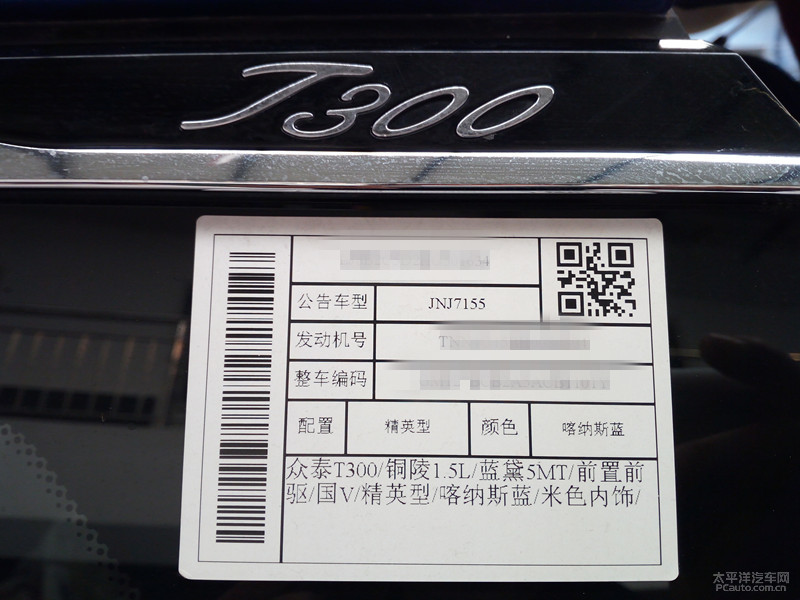 T300
公告车型 JNJ7155
发动机号
整车编码
配置 精英型 颜色 喀纳斯蓝
众泰T300/铜陵1.5L/蓝黛5MT/前置前
驱/国V/精英型/喀纳斯蓝/米色内饰/
太平洋汽车网
PCauto.com.cn